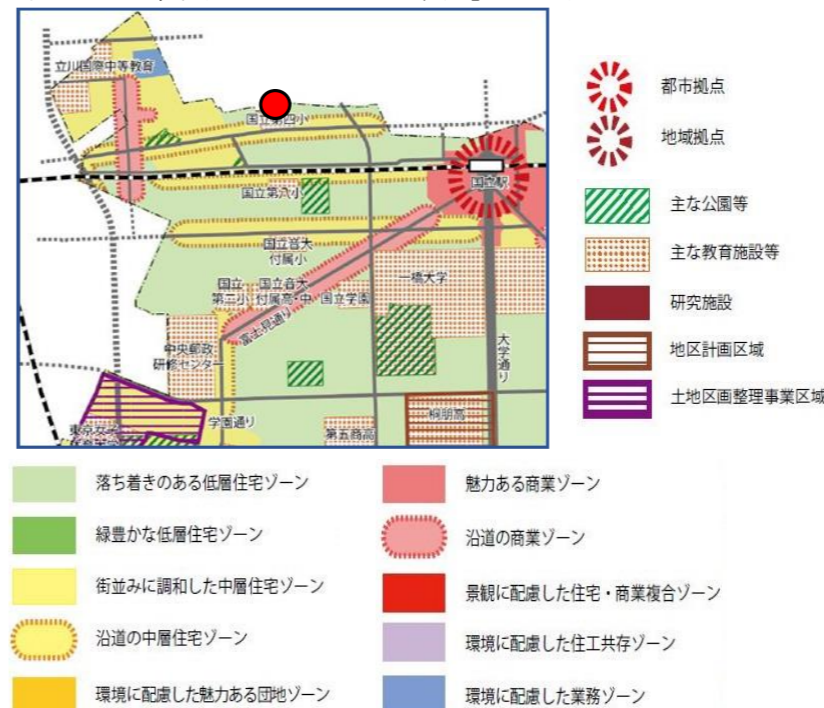 立川国際中等教育
国立第四小
国立駅
国立第八小
国立音大
付属小
一橋大学
国立
第二小
国立音大
付属高・中
国立学園
富士見通り
中央郵政
研修センター
大学通り
学園通り
東京女子
桐朋高
第五商高
都市拠点
地域拠点
主な公園等
主な教育施設等
研究施設
地区計画区域
土地区画整理事業区域
落ち着きのある低層住宅ゾーン
魅力ある商業ゾーン
緑豊かな低層住宅ゾーン
沿道の商業ゾーン
街並みに調和した中層住宅ゾーン
景観に配慮した住宅・商業複合ゾーン
沿道の中層住宅ゾーン
環境に配慮した住工共存ゾーン
環境に配慮した魅力ある団地ゾーン
環境に配慮した業務ゾーン